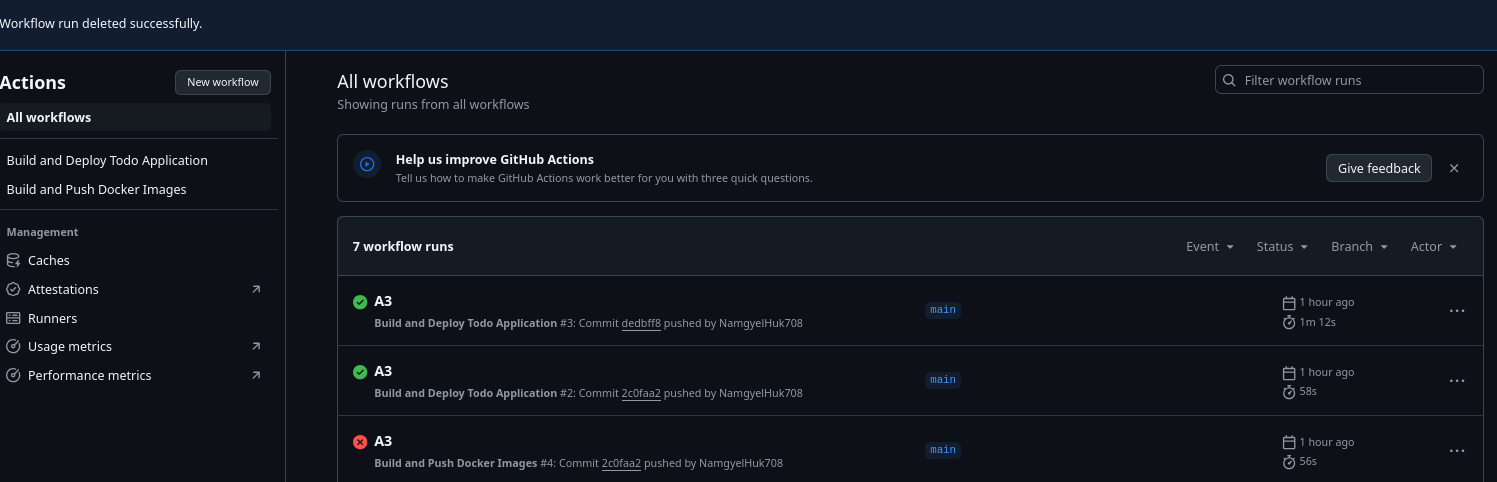 Workflow run deleted successfully.
Actions
New workflow
All workflows
Build and Deploy Todo Application
Build and Push Docker Images
Management
Caches
Attestations
Runners
Usage metrics
Performance metrics
All workflows
Showing runs from all workflows
Filter workflow runs
Help us improve GitHub Actions
Tell us how to make GitHub Actions work better for you with three quick questions.
Give feedback
7 workflow runs
Event
Status
Branch
Actor
A3
Build and Deploy Todo Application #3: Commit dedbff8 pushed by NamgyelHuk708
main
1 hour ago
1m 12s
A3
Build and Deploy Todo Application #2: Commit 2c0faa2 pushed by NamgyelHuk708
main
1 hour ago
58s
A3
Build and Push Docker Images #4: Commit 2c0faa2 pushed by NamgyelHuk708
main
1 hour ago
56s